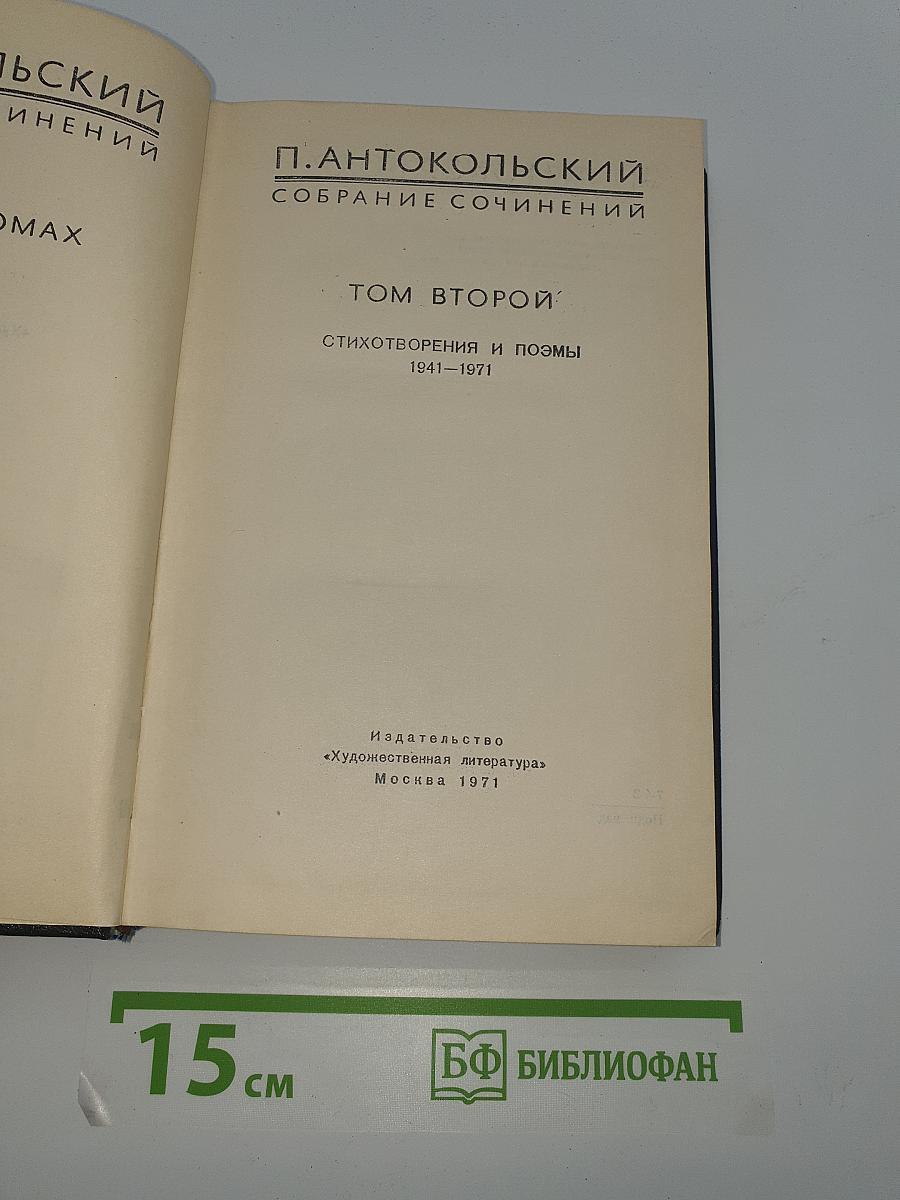 ЛЬСКИЙ
ЧИНЕНИЙ
ОМАХ
П. АНТОКОЛЬСКИЙ
СОБРАНИЕ СОЧИНЕНИЙ
ТОМ ВТОРОЙ
СТИХОТВОРЕНИЯ И ПОЭМЫ
1941—1971
Издательство
«Художественная литература»
Москва 1971
15 см
БФ БИБЛИОФАН